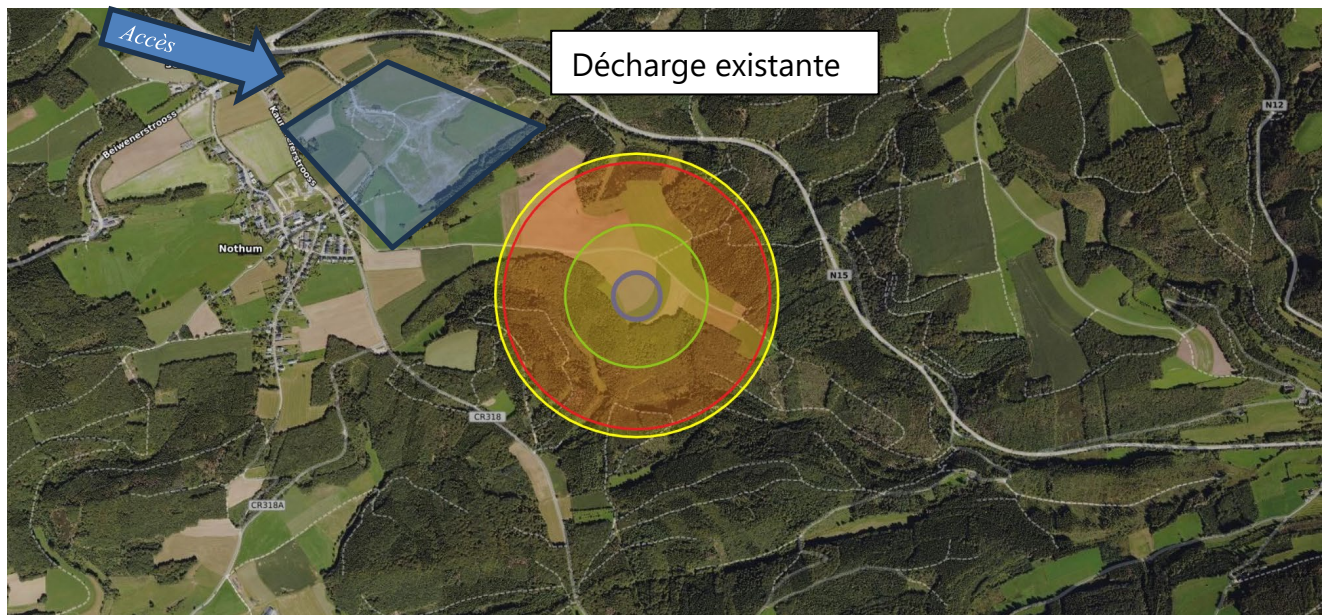 Accès
Décharge existante
N12
Beiwenerstrooss
Nothum
N15
CR318
CR318A